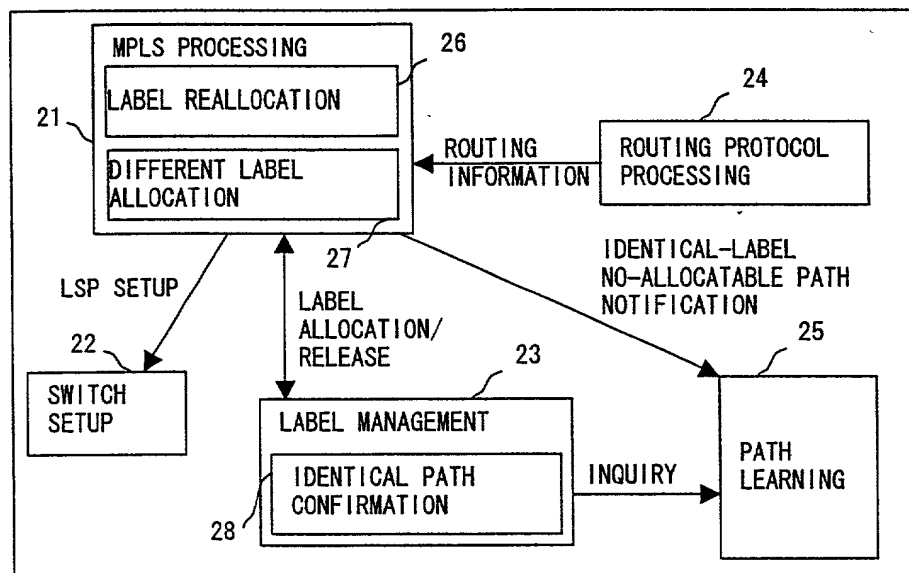 MPLS PROCESSING
26
LABEL REALLOCATION
21
DIFFERENT LABEL
ALLOCATION
27
24
ROUTING PROTOCOL
PROCESSING
ROUTING
INFORMATION
IDENTICAL-LABEL
NO-ALLOCATABLE PATH
NOTIFICATION
LSP SETUP
LABEL
ALLOCATION/
RELEASE
22
SWITCH
SETUP
23
LABEL MANAGEMENT
IDENTICAL PATH
CONFIRMATION
28
INQUIRY
25
PATH
LEARNING